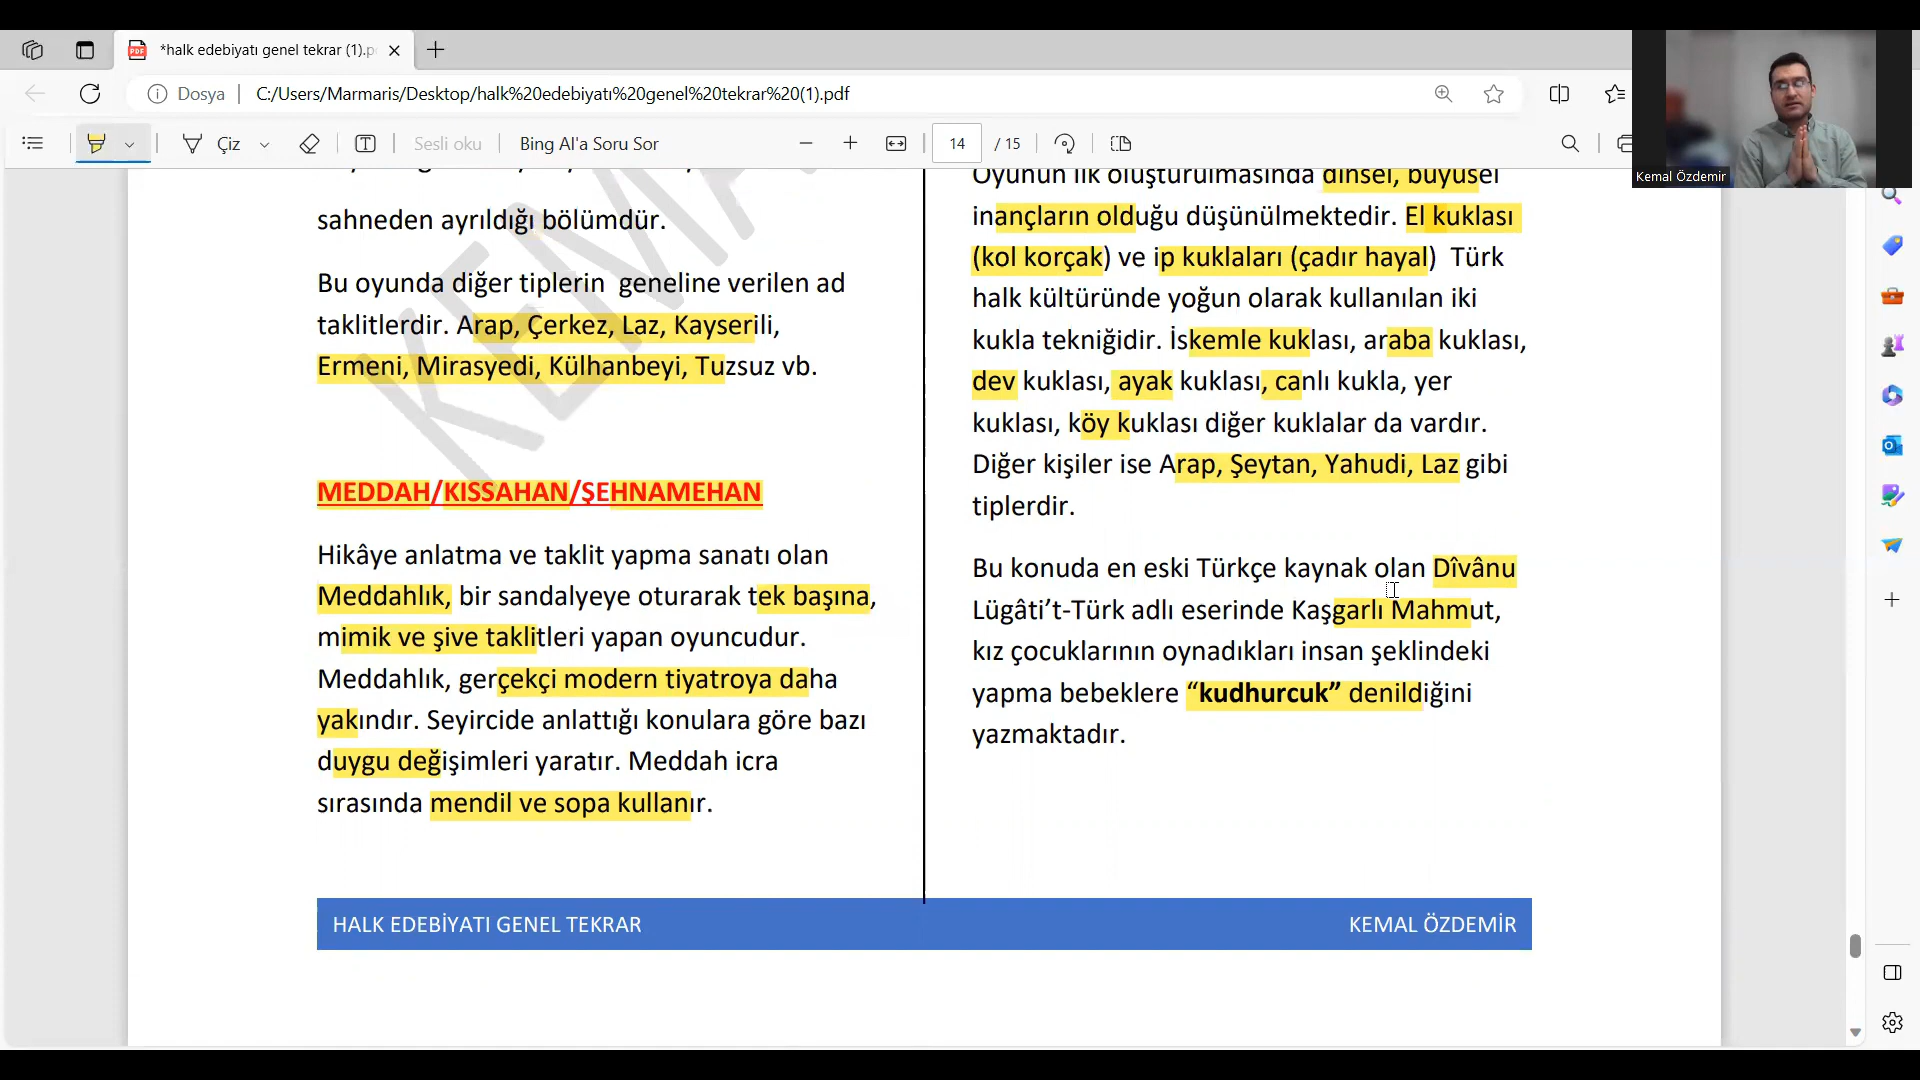 *halk edebiyatı genel tekrar (1).p
Dosya
C:/Users/Marmaris/Desktop/halk%20edebiyatı%20genel%20tekrar%20(1).pdf
Çiz
Sesli oku
Bing AI'a Soru Sor
14 / 15
Kemal Özdemir
sahneden ayrıldığı bölümdür.
Bu oyunda diğer tiplerin geneline verilen ad
taklitlerdir. Arap, Çerkez, Laz, Kayserili,
Ermeni, Mirasyedi, Külhanbeyi, Tuzsuz vb.
MEDDAH/KISSAHAN/ŞEHNAMEHAN
Hikâye anlatma ve taklit yapma sanatı olan
Meddahlık, bir sandalyeye oturarak tek başına,
mimik ve şive taklitleri yapan oyuncudur.
Meddahlık, gerçekçi modern tiyatroya daha
yakındır. Seyircide anlattığı konulara göre bazı
duygu değişimleri yaratır. Meddah icra
sırasında mendil ve sopa kullanır.
Oyunun ilk oluşturulmasında dinsel, büyüsel
inançların olduğu düşünülmektedir. El kuklası
(kol korçak) ve ip kuklaları (çadır hayal) Türk
halk kültüründe yoğun olarak kullanılan iki
kukla tekniğidir. İskemle kuklası, araba kuklası,
dev kuklası, ayak kuklası, canlı kukla, yer
kuklası, köy kuklası diğer kuklalar da vardır.
Diğer kişiler ise Arap, Şeytan, Yahudi, Laz gibi
tiplerdir.
Bu konuda en eski Türkçe kaynak olan Dîvânu
Lügâti’t-Türk adlı eserinde Kaşgarlı Mahmut,
kız çocuklarının oynadıkları insan şeklindeki
yapma bebeklere “kudhurcuk” denildiğini
yazmaktadır.
HALK EDEBİYATI GENEL TEKRAR
KEMAL ÖZDEMİR
KEMA